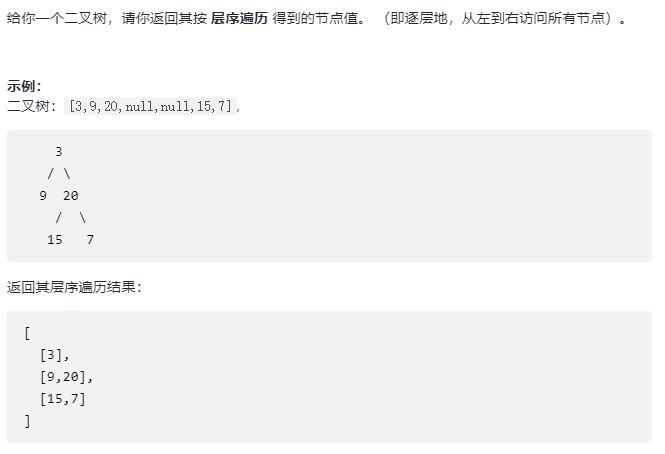 给你一个二叉树，请你返回其按 层序遍历 得到的节点值。 （即逐层地，从左到右访问所有节点）。
示例：
二叉树：[3,9,20,null,null,15,7],
    3
   / \
  9  20
    /  \
   15   7
返回其层序遍历结果：
[
  [3],
  [9,20],
  [15,7]
]